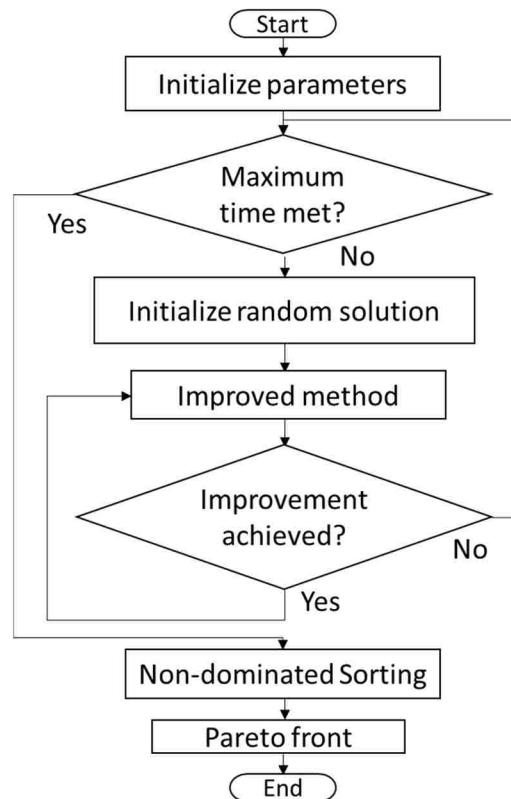 Start
Initialize parameters
Maximum
time met?
Yes
No
Initialize random solution
Improved method
Improvement
achieved?
No
Yes
Non-dominated Sorting
Pareto front
End